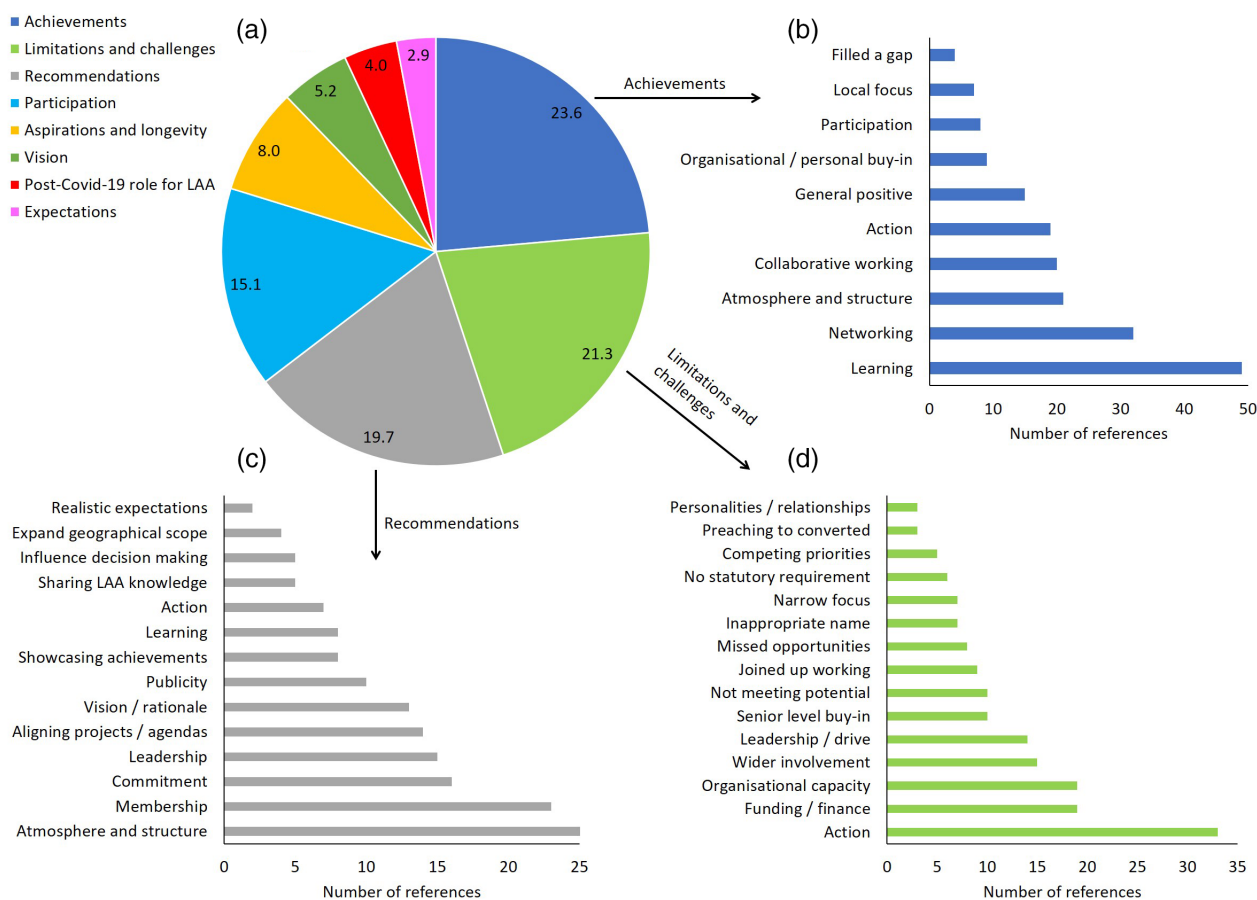 Achievements
Limitations and challenges
Recommendations
Participation
Aspirations and longevity
Vision
Post-Covid-19 role for LAA
Expectations
(a)
2.9
4.0
5.2
8.0
15.1
19.7
21.3
23.6
Achievements
Limitations and
challenges
Recommendations
(b)
Filled a gap
Local focus
Participation
Organisational / personal buy-in
General positive
Action
Collaborative working
Atmosphere and structure
Networking
Learning
0 10 20 30 40 50
Number of references
(c)
Realistic expectations
Expand geographical scope
Influence decision making
Sharing LAA knowledge
Action
Learning
Showcasing achievements
Publicity
Vision / rationale
Aligning projects / agendas
Leadership
Commitment
Membership
Atmosphere and structure
0 5 10 15 20 25
Number of references
(d)
Personalities / relationships
Preaching to converted
Competing priorities
No statutory requirement
Narrow focus
Inappropriate name
Missed opportunities
Joined up working
Not meeting potential
Senior level buy-in
Leadership / drive
Wider involvement
Organisational capacity
Funding / finance
Action
0 5 10 15 20 25 30 35
Number of references